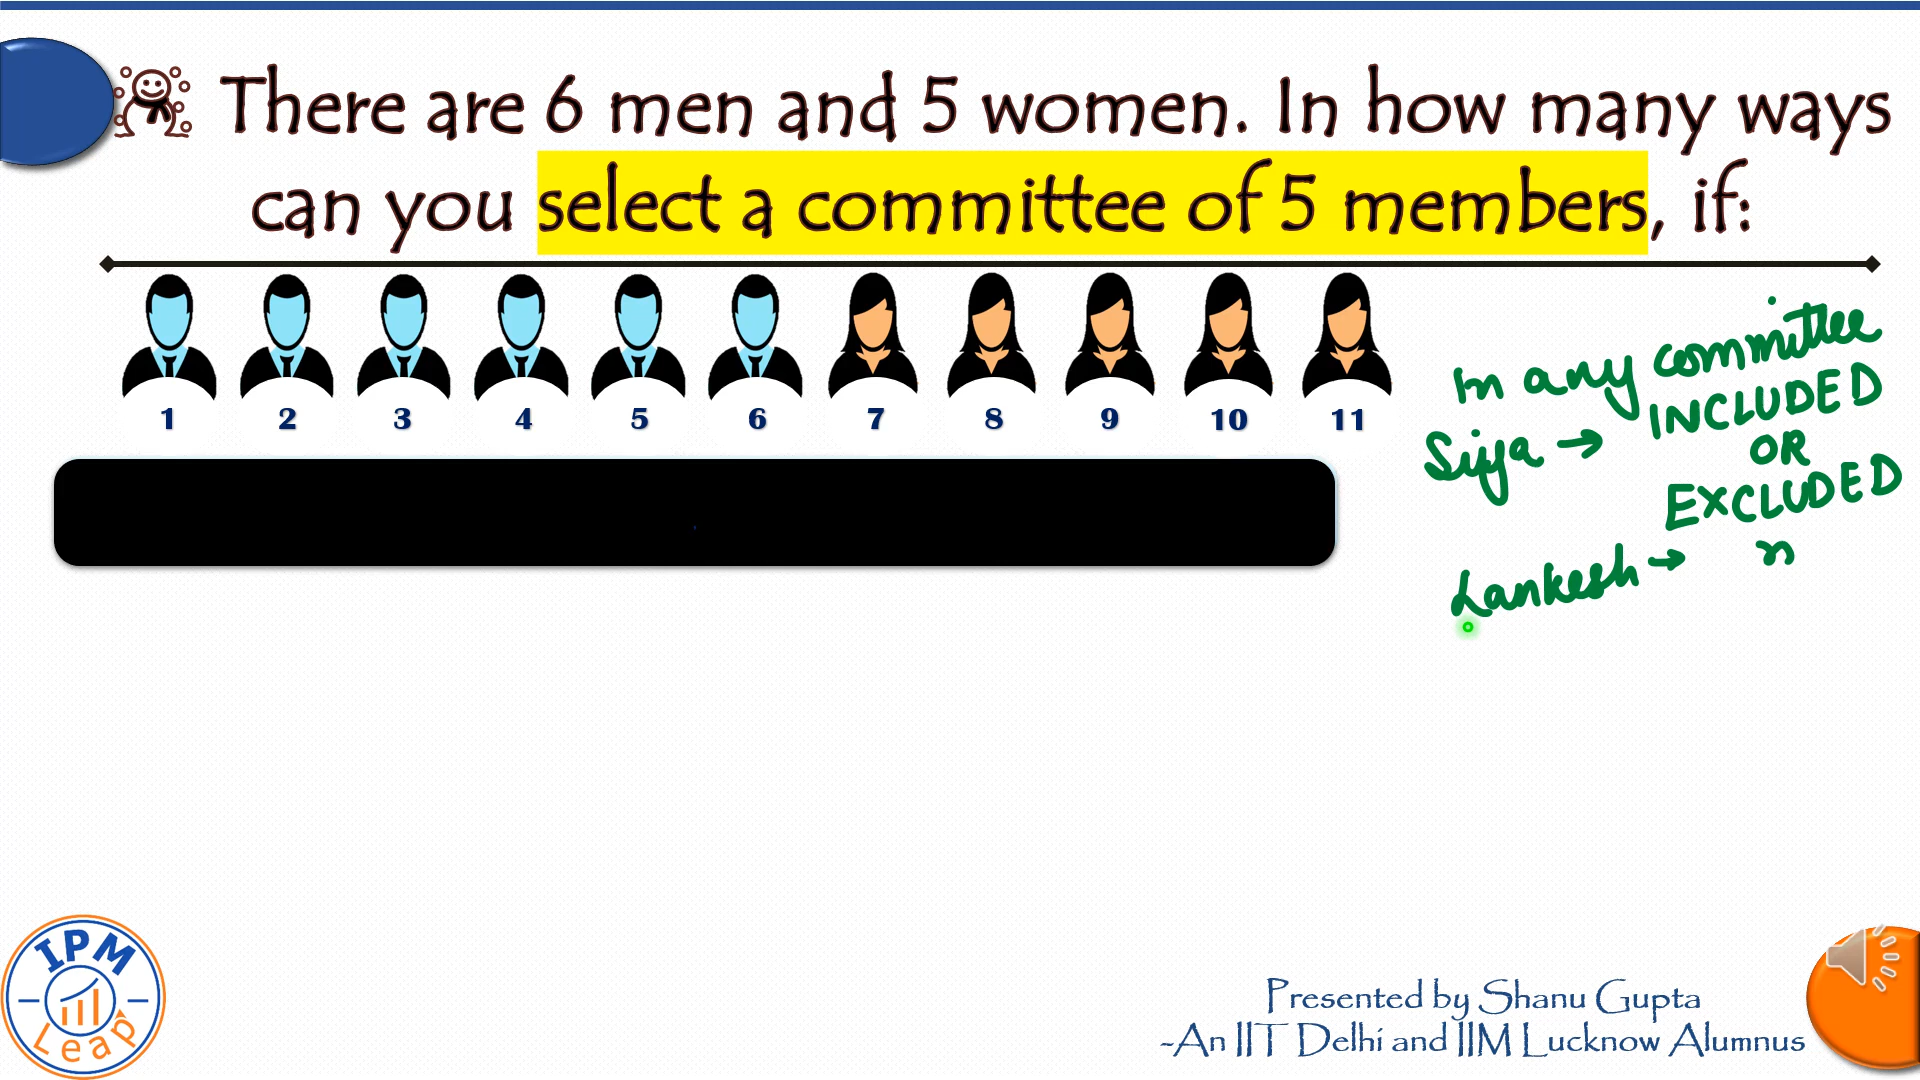 There are 6 men and 5 women. In how many ways
can you select a committee of 5 members, if:
1 2 3 4 5 6 7 8 9 10 11
In any committee
Siya → INCLUDED
OR
EXCLUDED
Lankesh → n
IPM
Leap
Presented by Shanu Gupta
-An IIT Delhi and IIM Lucknow Alumnus